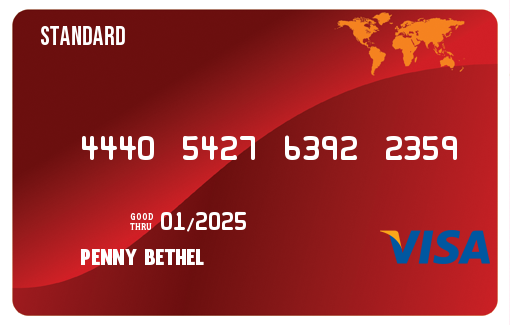 STANDARD
4440 5427 6392 2359
GOOD
THRU 01/2025
PENNY BETHEL
VISA